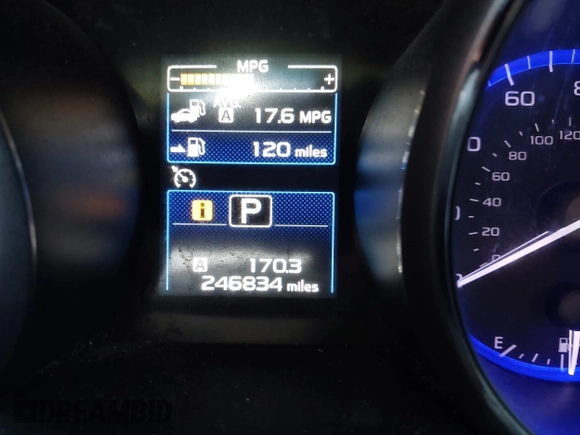 MPG
- +
AVG
A 17.6 MPG
120 miles
i P
A 170.3
246834 miles
60
80
100
120
60
40
20
0
E
DREAMBID